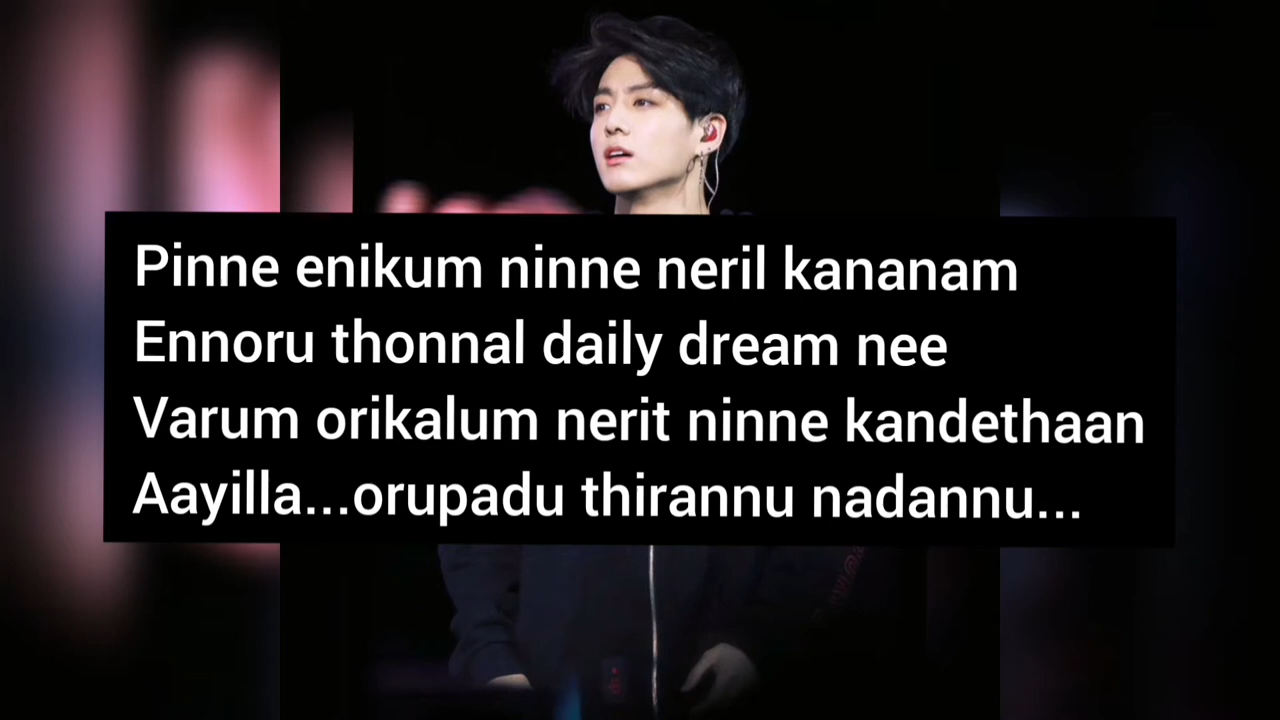 Pinne enikum ninne neril kananam
Ennoru thonnal daily dream nee
Varum orikalum nerit ninne kandethaan
Aayilla...orupadu thirannu nadannu...